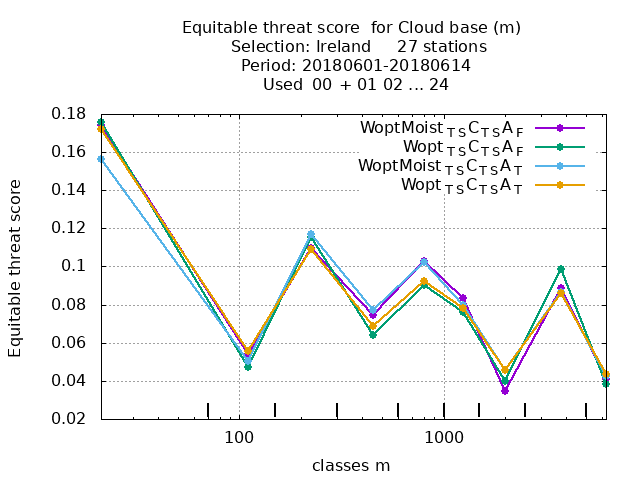 Equitable threat score  for Cloud base (m)
Selection: Ireland     27 stations
Period: 20180601-20180614
Used  00 + 01 02 ... 24
WoptMoist TS C TS A F
Wopt TS C TS A F
WoptMoist TS C TS A T
Wopt TS C TS A T
Equitable threat score
0.18
0.16
0.14
0.12
0.1
0.08
0.06
0.04
0.02
100 1000
classes m